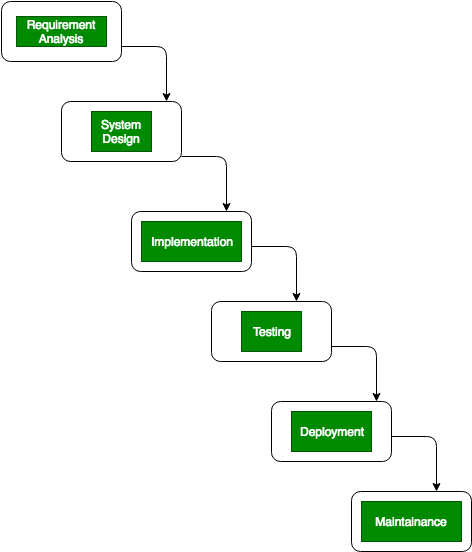 Requirement
Analysis
System
Design
Implementation
Testing
Deployment
Maintainance